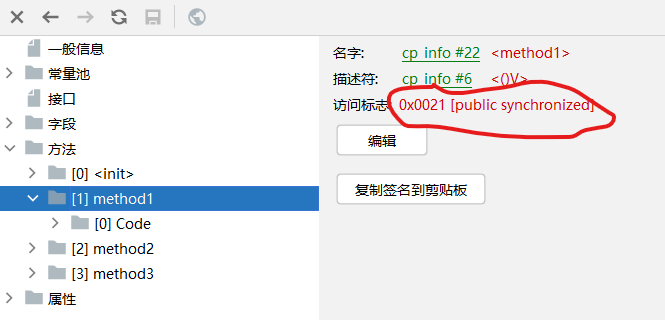 一般信息
常量池
接口
字段
方法
[0] <init>
[1] method1
[0] Code
[2] method2
[3] method3
属性
名字: cp_info #22 <method1>
描述符: cp_info #6 <()V>
访问标志: 0x0021 [public synchronized]
编辑
复制签名到剪贴板